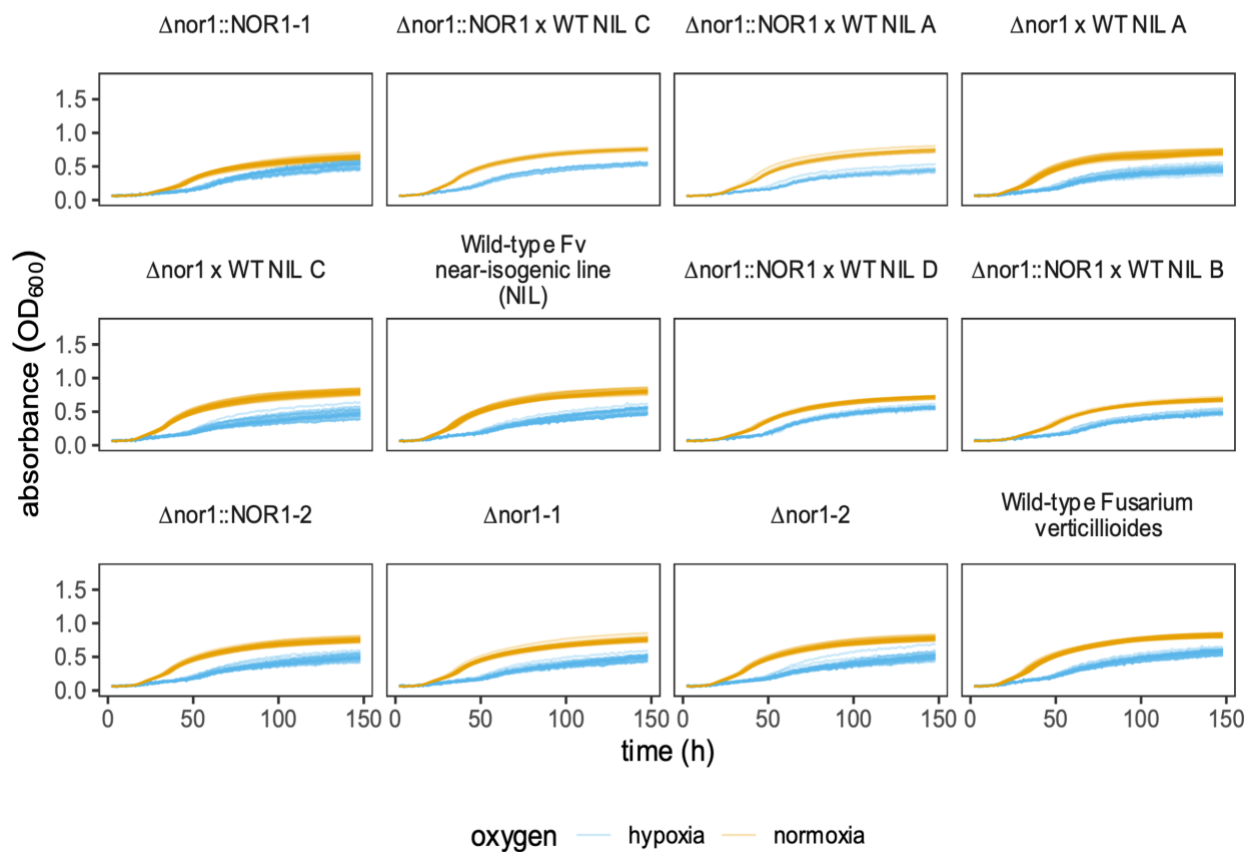 Δnor1::NOR1-1
Δnor1::NOR1 x WT NIL C
Δnor1::NOR1 x WT NIL A
Δnor1 x WT NIL A
1.5
1.0
0.5
0.0
Δnor1 x WT NIL C
Wild-type Fv
near-isogenic line
(NIL)
Δnor1::NOR1 x WT NIL D
Δnor1::NOR1 x WT NIL B
absorbance (OD600)
1.5
1.0
0.5
0.0
Δnor1::NOR1-2
Δnor1-1
Δnor1-2
Wild-type Fusarium
verticillioides
1.5
1.0
0.5
0.0
0 50 100 150 0 50 100 150 0 50 100 150 0 50 100 150
time (h)
oxygen hypoxia normoxia